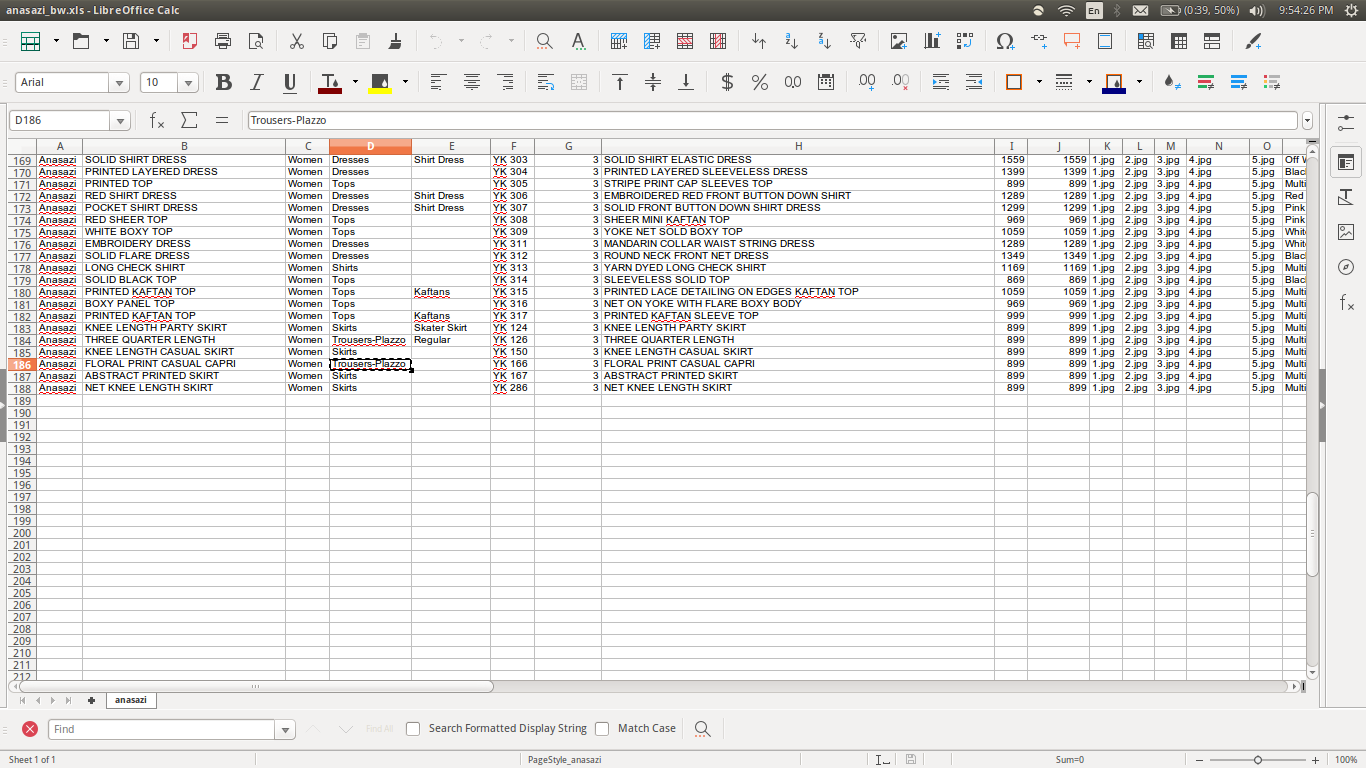 anasazi_bw.xls - LibreOffice Calc En (0:39, 50%) 9:54:26 PM
Arial 10
D186 Trousers-Plazzo
A B C D E F G H I J K L M N O
169 Anasazi SOLID SHIRT DRESS Women Dresses Shirt Dress YK 303 3 SOLID SHIRT ELASTIC DRESS 1559 1559 1.jpg 2.jpg 3.jpg 4.jpg 5.jpg Off
170 Anasazi PRINTED LAYERED DRESS Women Dresses YK 304 3 PRINTED LAYERED SLEEVELESS DRESS 1399 1399 1.jpg 2.jpg 3.jpg 4.jpg 5.jpg Blac
171 Anasazi PRINTED TOP Women Tops YK 305 3 STRIPE PRINT CAP SLEEVES TOP 899 899 1.jpg 2.jpg 3.jpg 4.jpg 5.jpg Multi
172 Anasazi RED SHIRT DRESS Women Dresses Shirt Dress YK 306 3 EMBROIDERED RED FRONT BUTTON DOWN SHIRT 1289 1289 1.jpg 2.jpg 3.jpg 4.jpg 5.jpg Red
173 Anasazi POCKET SHIRT DRESS Women Dresses Shirt Dress YK 307 3 SOLID FRONT BUTTON DOWN SHIRT DRESS 1299 1299 1.jpg 2.jpg 3.jpg 4.jpg 5.jpg Pink
174 Anasazi RED SHEER TOP Women Tops YK 308 3 SHEER MINI KAFTAN TOP 969 969 1.jpg 2.jpg 3.jpg 4.jpg 5.jpg Pink
175 Anasazi WHITE BOXY TOP Women Tops YK 309 3 YOKE NET SOLD BOXY TOP 1059 1059 1.jpg 2.jpg 3.jpg 4.jpg 5.jpg Whit
176 Anasazi EMBROIDERY DRESS Women Dresses YK 311 3 MANDARIN COLLAR WAIST STRING DRESS 1289 1289 1.jpg 2.jpg 3.jpg 4.jpg 5.jpg Whit
177 Anasazi SOLID FLARE DRESS Women Dresses YK 312 3 ROUND NECK FRONT NET DRESS 1349 1349 1.jpg 2.jpg 3.jpg 4.jpg 5.jpg Blac
178 Anasazi LONG CHECK SHIRT Women Shirts YK 313 3 YARN DYED LONG CHECK SHIRT 1169 1169 1.jpg 2.jpg 3.jpg 4.jpg 5.jpg Multi
179 Anasazi SOLID BLACK TOP Women Tops YK 314 3 SLEEVELESS SOLID TOP 869 869 1.jpg 2.jpg 3.jpg 4.jpg 5.jpg Blac
180 Anasazi PRINTED KAFTAN TOP Women Tops Kaftans YK 315 3 PRINTED LACE DETAILING ON EDGES KAFTAN TOP 1059 1059 1.jpg 2.jpg 3.jpg 4.jpg 5.jpg Multi
181 Anasazi BOXY PANEL TOP Women Tops YK 316 3 NET ON YOKE WITH FLARE BOXY BODY 969 969 1.jpg 2.jpg 3.jpg 4.jpg 5.jpg Multi
182 Anasazi PRINTED KAFTAN TOP Women Tops Kaftans YK 317 3 PRINTED KAFTAN SLEEVE TOP 999 999 1.jpg 2.jpg 3.jpg 4.jpg 5.jpg Multi
183 Anasazi KNEE LENGTH PARTY SKIRT Women Skirts Skater Skirt YK 124 3 KNEE LENGTH PARTY SKIRT 899 899 1.jpg 2.jpg 3.jpg 4.jpg 5.jpg Multi
184 Anasazi THREE QUARTER LENGTH Women Trousers-Plazzo Regular YK 126 3 THREE QUARTER LENGTH 899 899 1.jpg 2.jpg 3.jpg 4.jpg 5.jpg Multi
185 Anasazi KNEE LENGTH CASUAL SKIRT Women Skirts YK 150 3 KNEE LENGTH CASUAL SKIRT 899 899 1.jpg 2.jpg 3.jpg 4.jpg 5.jpg Multi
186 Anasazi FLORAL PRINT CASUAL CAPRI Women Trousers-Plazzo YK 166 3 FLORAL PRINT CASUAL CAPRI 899 899 1.jpg 2.jpg 3.jpg 4.jpg 5.jpg Multi
187 Anasazi ABSTRACT PRINTED SKIRT Women Skirts YK 167 3 ABSTRACT PRINTED SKIRT 899 899 1.jpg 2.jpg 3.jpg 4.jpg 5.jpg Multi
188 Anasazi NET KNEE LENGTH SKIRT Women Skirts YK 286 3 NET KNEE LENGTH SKIRT 899 899 1.jpg 2.jpg 3.jpg 4.jpg 5.jpg Multi
189
190
191
192
193
194
195
196
197
198
199
200
201
202
203
204
205
206
207
208
209
210
211
212
anasazi
Find Find All Search Formatted Display String Match Case
Sheet 1 of 1 PageStyle_anasazi Sum=0 100%